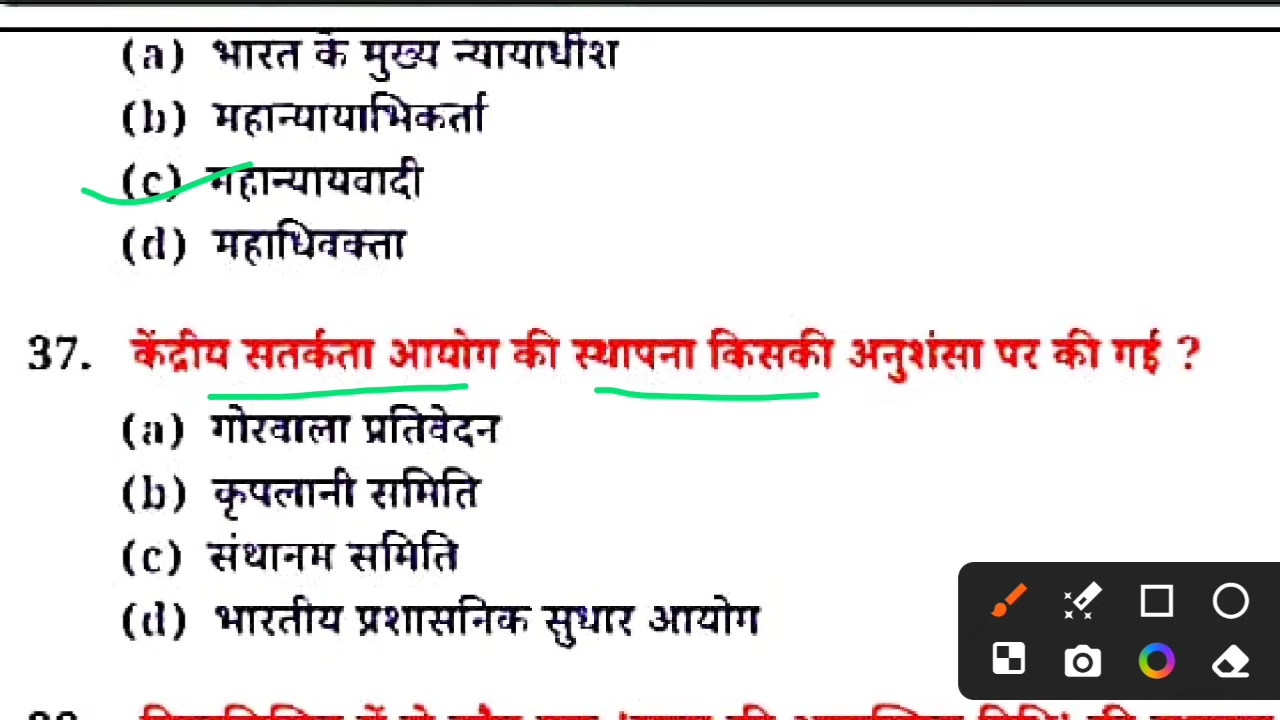 (a) भारत के मुख्य न्यायाधीश
(b) महान्यायाभिकर्ता
(c) महान्यायवादी
(d) महाधिवक्ता
37. केंद्रीय सतर्कता आयोग की स्थापना किसकी अनुशंसा पर की गई ?
(a) गोरवाला प्रतिवेदन
(b) कृपलानी समिति
(c) संथानम समिति
(d) भारतीय प्रशासनिक सुधार आयोग